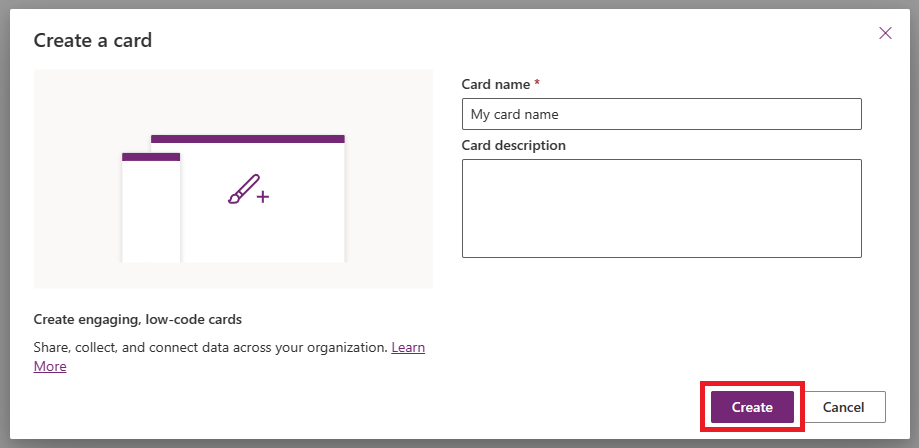 Create a card
Card name *
My card name
Card description
Create engaging, low-code cards
Share, collect, and connect data across your organization. Learn
More
Create
Cancel